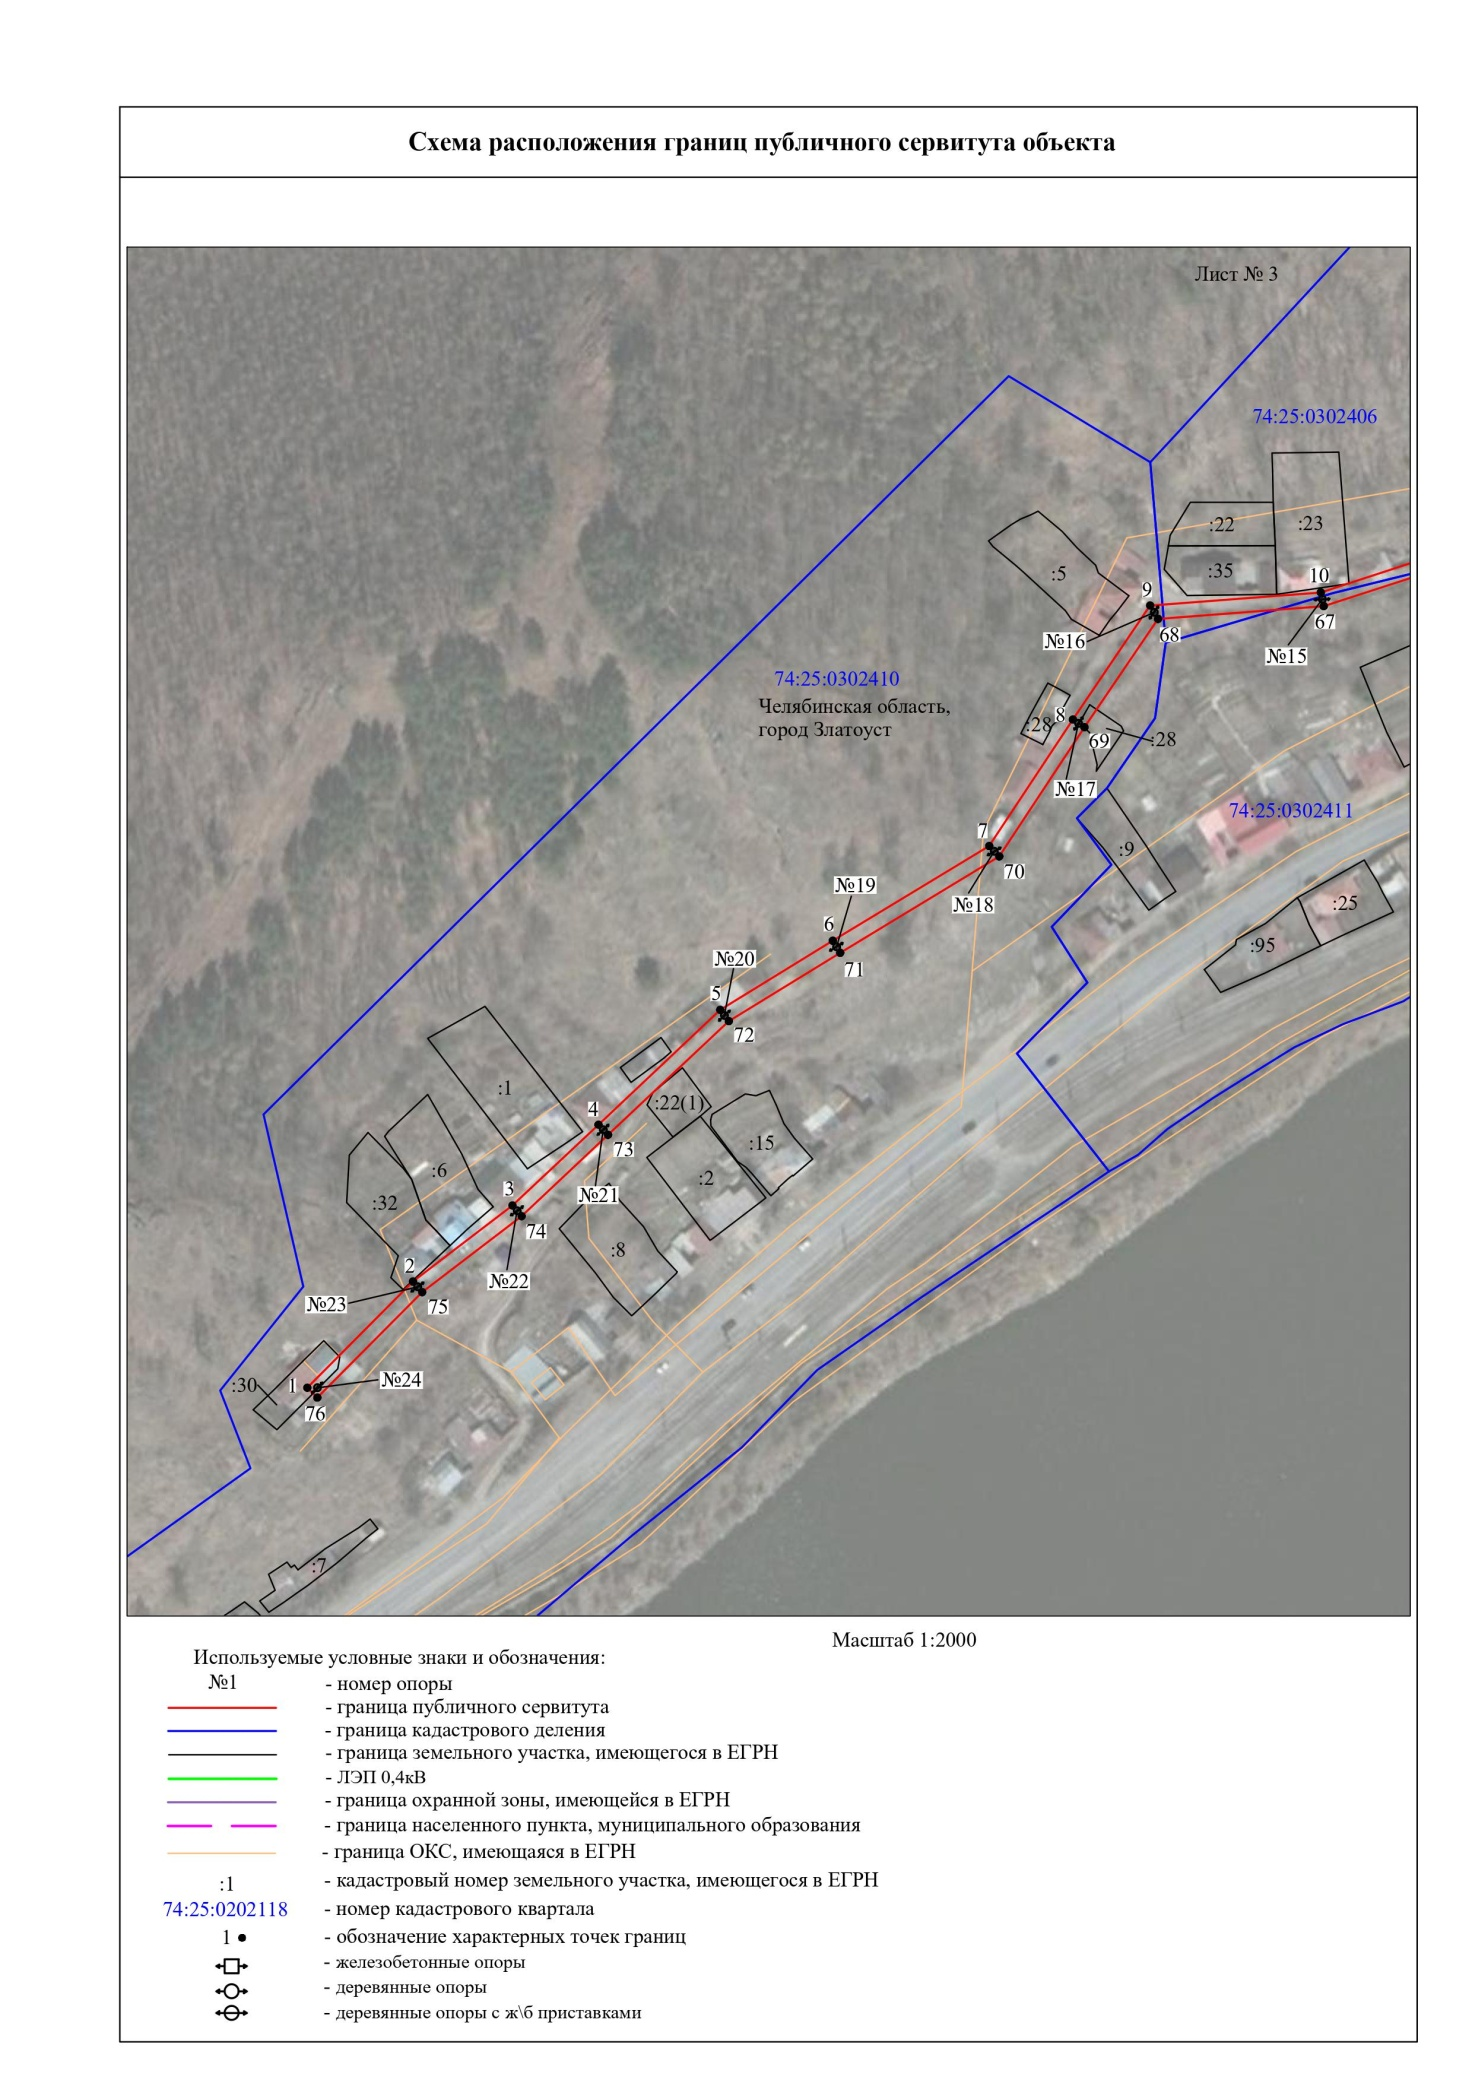 Схема расположения границ публичного сервитута объекта
Лист № 3
74:25:0302406
:22
:23
:35
:5
10
9
67
68
№16
№15
74:25:0302410
Челябинская область,
город Златоуст
:28
8
69
:28
№17
74:25:0302411
7
:9
70
№19
№18
:25
6
:95
71
№20
5
72
:1
:22(1)
4
73
:15
:6
:2
№21
3
:32
74
:8
2
№22
№23
75
:30
1
№24
76
:7
Масштаб 1:2000
Используемые условные знаки и обозначения:
№1 - номер опоры
- граница публичного сервитута
- граница кадастрового деления
- граница земельного участка, имеющегося в ЕГРН
- ЛЭП 0,4кВ
- граница охранной зоны, имеющейся в ЕГРН
- граница населенного пункта, муниципального образования
- граница ОКС, имеющаяся в ЕГРН
:1 - кадастровый номер земельного участка, имеющегося в ЕГРН
74:25:0202118 - номер кадастрового квартала
1 - обозначение характерных точек границ
- железобетонные опоры
- деревянные опоры
- деревянные опоры с ж\б приставками